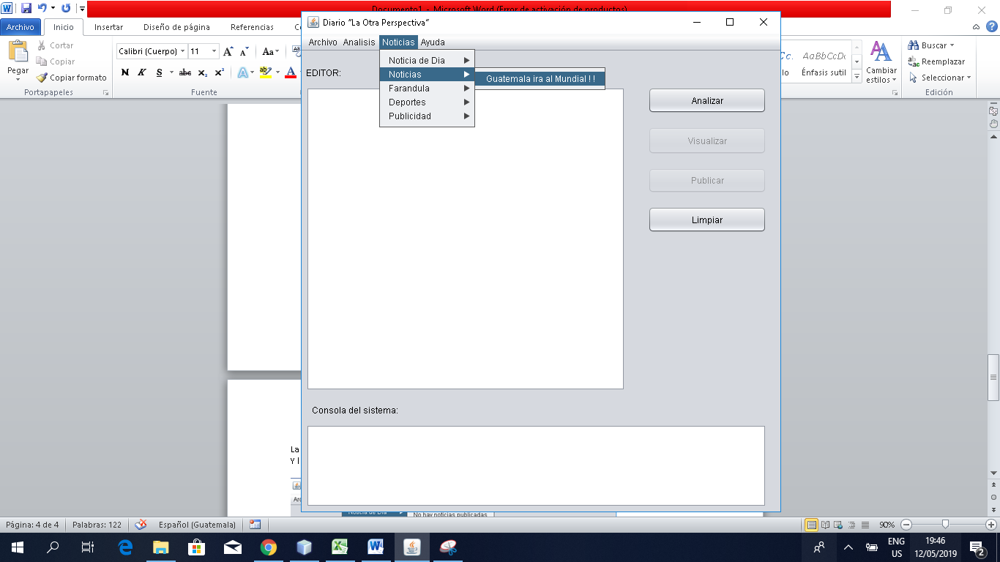 Documento1 - Microsoft Word (Error de activación de productos)
Archivo Inicio Insertar Diseño de página Referencias
Cortar
Copiar
Copiar formato
Pegar
Portapapeles
Calibri (Cuerpo) 11
N K S abc x₂ x² A ab A
Fuente
AaBbCcDc
Énfasis sutil
Cambiar
estilos
Buscar
Reemplazar
Seleccionar
Edición
Diario "La Otra Perspectiva"
Archivo Analisis Noticias Ayuda
Noticia de Dia
Noticias
Farandula
Deportes
Publicidad
Guatemala ira al Mundial ! !
EDITOR:
Analizar
Visualizar
Publicar
Limpiar
Consola del sistema:
La
Y l
Noticia de Dia No hay noticias publicadas
Página: 4 de 4 Palabras: 122 Español (Guatemala) 90%
ENG
US
19:46
12/05/2019
2